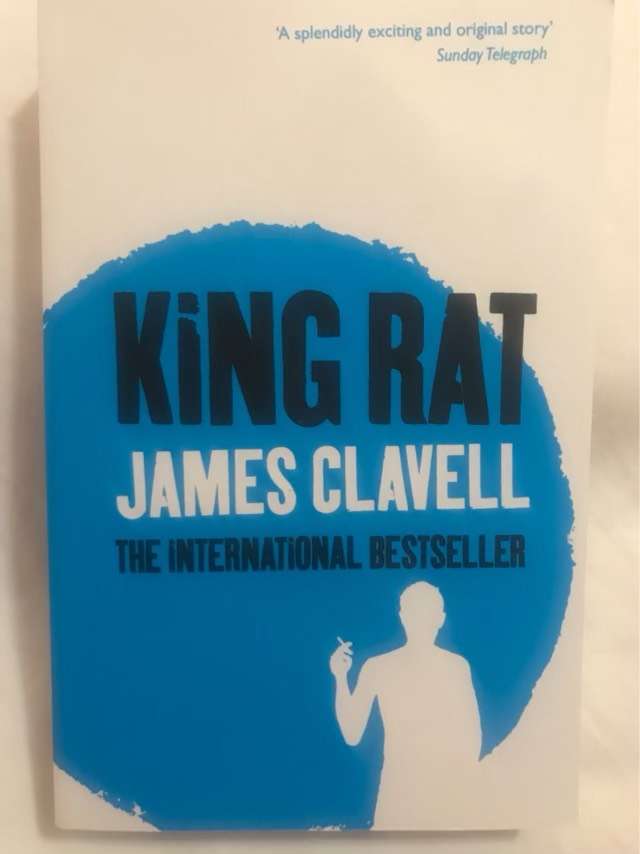 'A splendidly exciting and original story'
Sunday Telegraph
KiNG RAT
JAMES CLAVELL
THE iNTERNATiONAL BESTSELLER